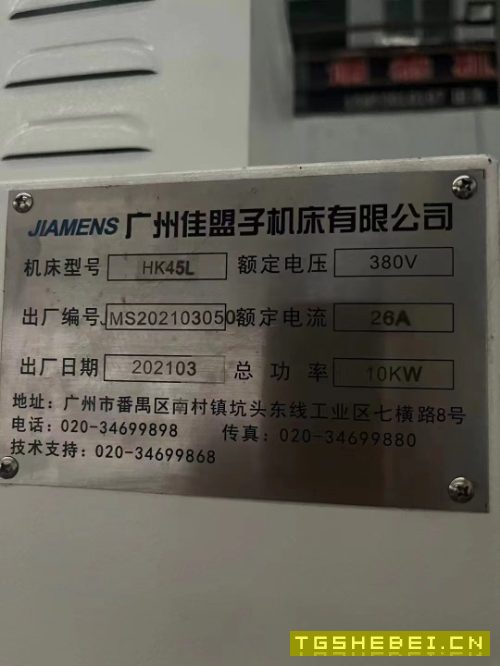 JIAMENS 广州佳盟子机床有限公司
机床型号 HK45L 额定电压 380V
出厂编号 JMS202103050 额定电流 26A
出厂日期 202103 总功率 10KW
地址: 广州市番禺区南村镇坑头东线工业区七横路8号
电话: 020-34699898 传真: 020-34699880
技术支持: 020-34699868
TGSHEBEI.CN